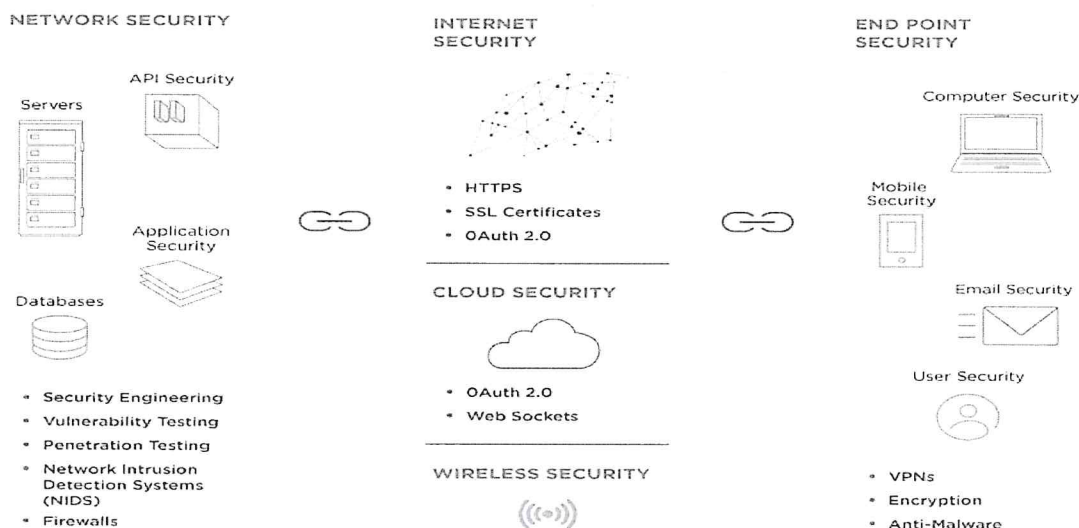 NETWORK SECURITY
API Security
Servers
Application
Security
Databases
• Security Engineering
• Vulnerability Testing
• Penetration Testing
• Network Intrusion
Detection Systems
(NIDS)
• Firewalls
INTERNET
SECURITY
• HTTPS
• SSL Certificates
• 0Auth 2.0
CLOUD SECURITY
• 0Auth 2.0
• Web Sockets
WIRELESS SECURITY
END POINT
SECURITY
Computer Security
Mobile
Security
Email Security
User Security
• VPNs
• Encryption
• Anti-Malware